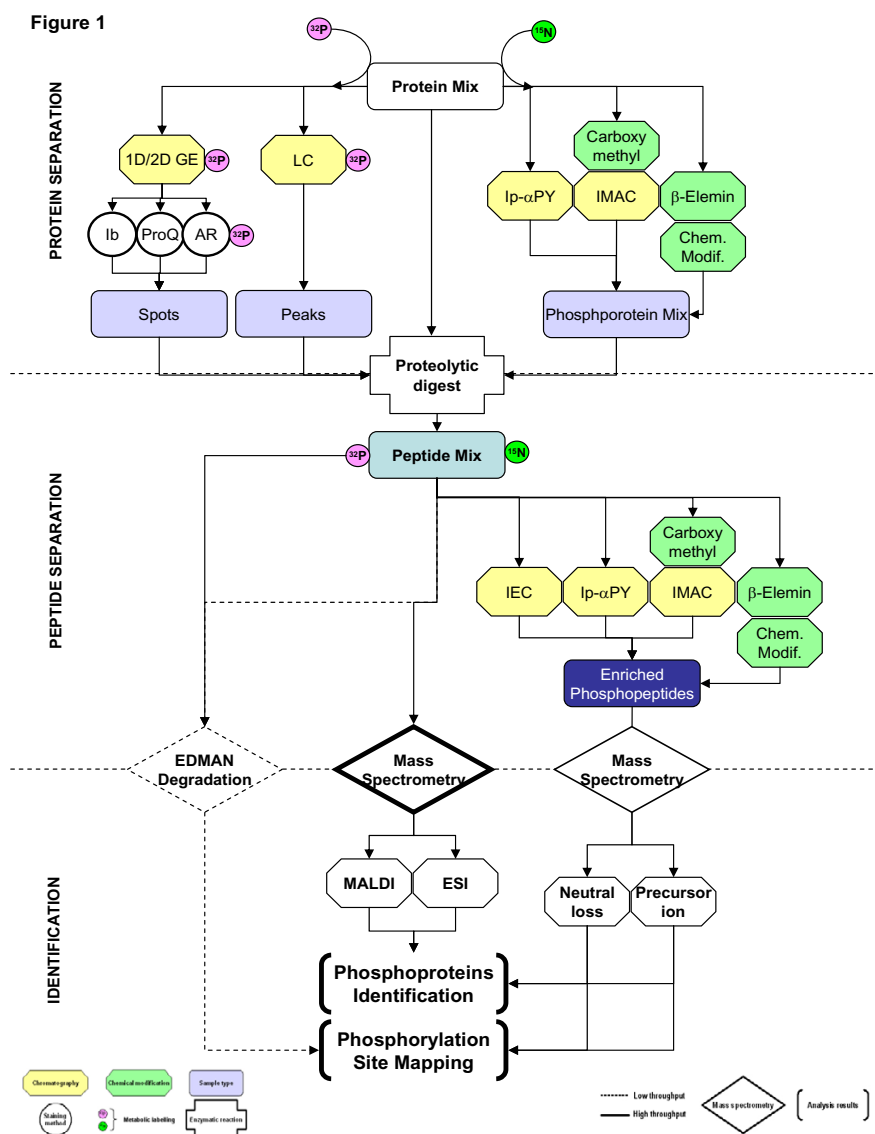 Figure 1
32P
15N
Protein Mix
PROTEIN SEPARATION
1D/2D GE
32P
LC
32P
Carboxy
methyl
Ip-αPY
IMAC
β-Elemin
Ib
ProQ
AR
32P
Chem.
Modif.
Spots
Peaks
Phosphporotein Mix
Proteolytic
digest
32P
Peptide Mix
15N
PEPTIDE SEPARATION
Carboxy
methyl
IEC
Ip-αPY
IMAC
β-Elemin
Chem.
Modif.
Enriched
Phosphopeptides
EDMAN
Degradation
Mass
Spectrometry
Mass
Spectrometry
IDENTIFICATION
MALDI
ESI
Neutral
loss
Precursor
ion
Phosphoproteins
Identification
Phosphorylation
Site Mapping
Chromatography
Chemical modification
Sample type
Staining
method
32P
15N
Metabolic labelling
Enzymatic reaction
Low throughput
High throughput
Mass spectrometry
Analysis results